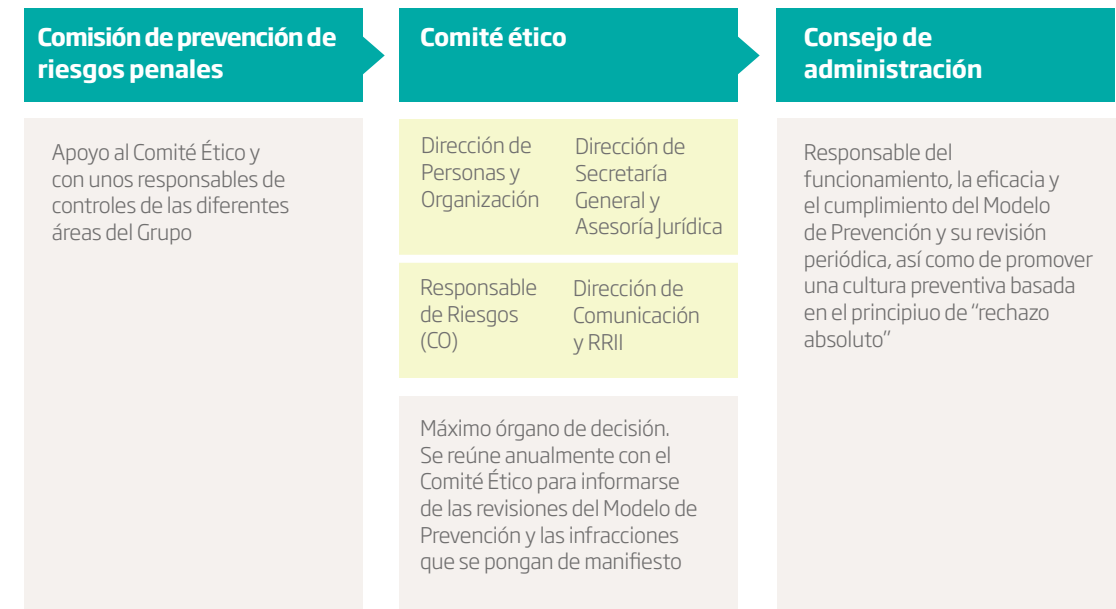 Comisión de prevención de
riesgos penales
Apoyo al Comité Ético y
con unos responsables de
controles de las diferentes
áreas del Grupo
Comité ético
Dirección de
Personas y
Organización
Dirección de
Secretaría
General y
Asesoría Jurídica
Responsable
de Riesgos
(CO)
Dirección de
Comunicación
y RRII
Máximo órgano de decisión.
Se reúne anualmente con el
Comité Ético para informarse
de las revisiones del Modelo de
Prevención y las infracciones
que se pongan de manifiesto
Consejo de
administración
Responsable del
funcionamiento, la eficacia y
el cumplimiento del Modelo
de Prevención y su revisión
periódica, así como de promover
una cultura preventiva basada
en el principiuo de “rechazo
absoluto”